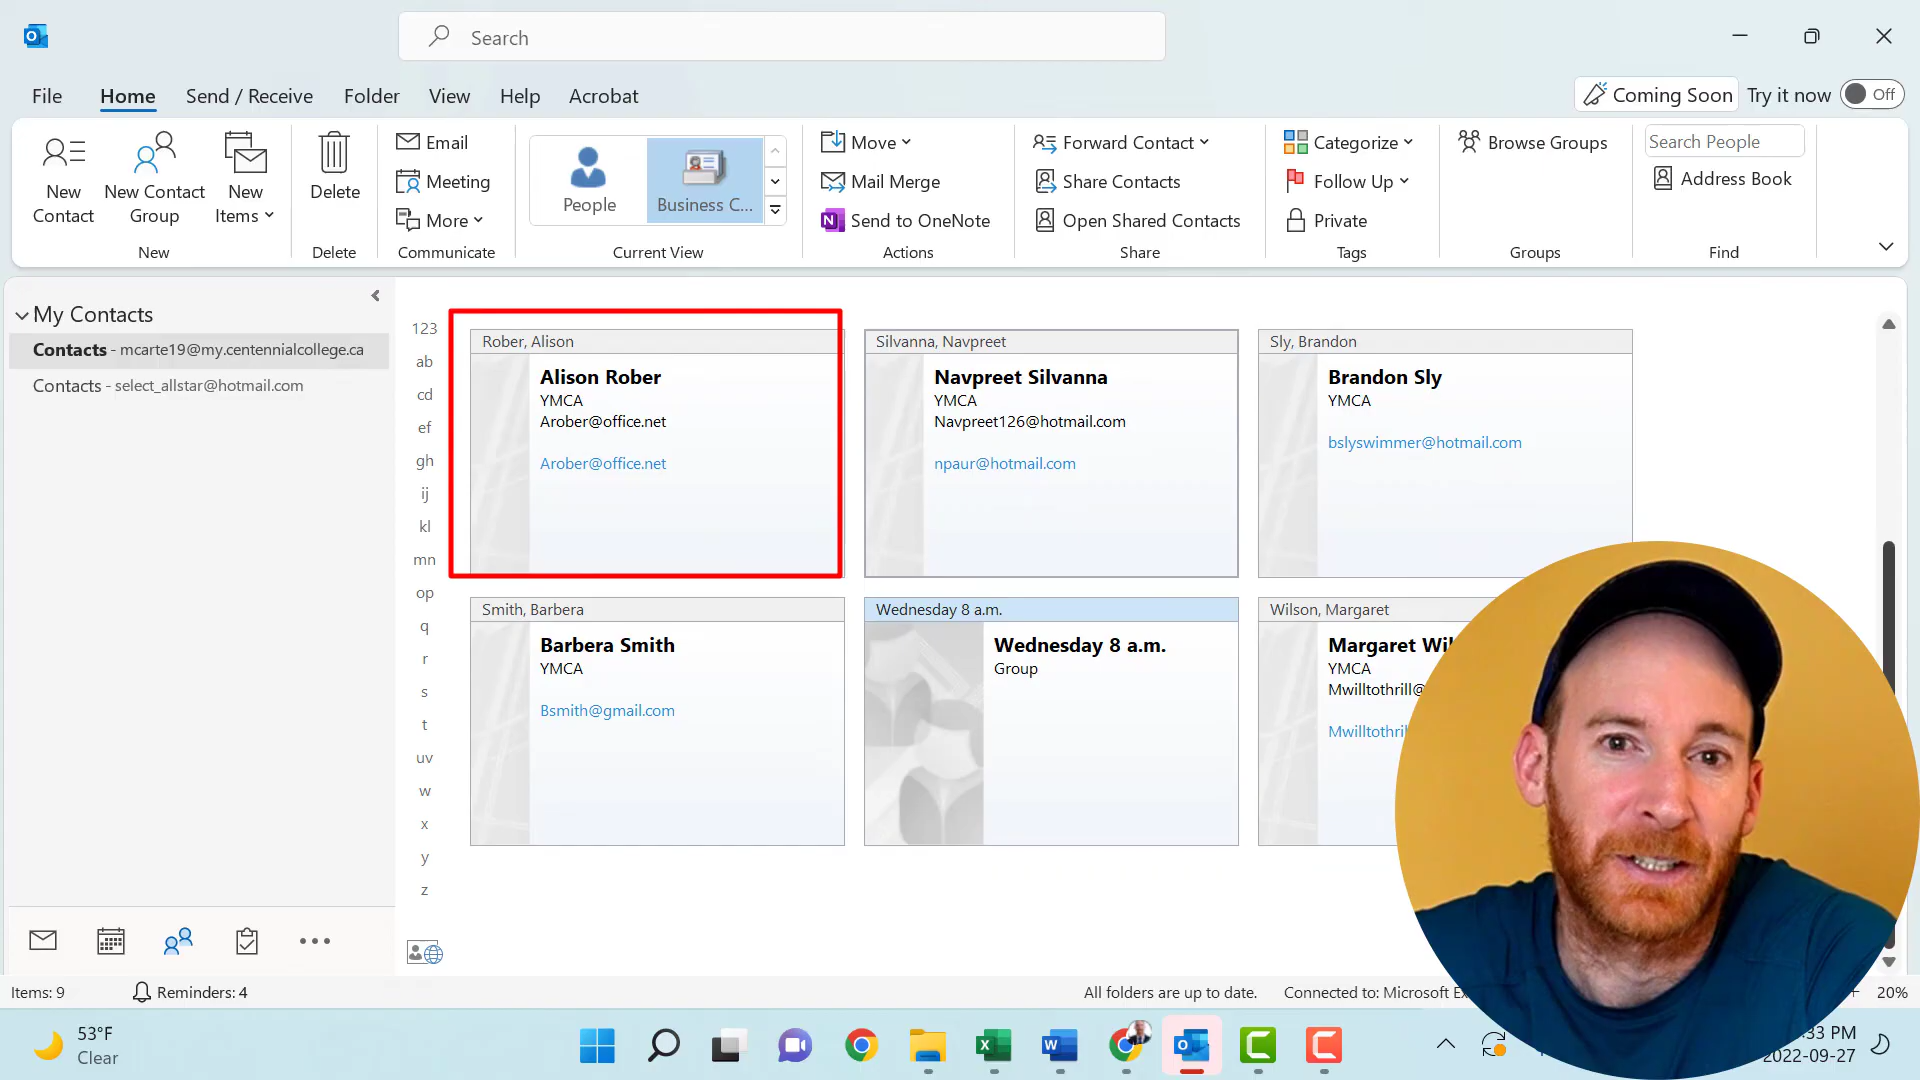 Search
File Home Send / Receive Folder View Help Acrobat
Coming Soon Try it now Off
New Contact
New Contact Group
New Items
New
Delete
Delete
Email
Meeting
More
Communicate
People
Business C...
Current View
Move
Mail Merge
Send to OneNote
Actions
Forward Contact
Share Contacts
Open Shared Contacts
Share
Categorize
Follow Up
Private
Tags
Browse Groups
Groups
Search People
Address Book
Find
My Contacts
Contacts - mcarte19@my.centennialcollege.ca
Contacts - select_allstar@hotmail.com
123
ab
cd
ef
gh
ij
kl
mn
op
q
r
s
t
uv
w
x
y
z
Rober, Alison
Alison Rober
YMCA
Arober@office.net
Arober@office.net
Silvanna, Navpreet
Navpreet Silvanna
YMCA
Navpreet126@hotmail.com
npaur@hotmail.com
Sly, Brandon
Brandon Sly
YMCA
bslyswimmer@hotmail.com
Smith, Barbera
Barbera Smith
YMCA
Bsmith@gmail.com
Wednesday 8 a.m.
Wednesday 8 a.m.
Group
Wilson, Margaret
Margaret
YMCA
Items: 9
Reminders: 4
All folders are up to date.
Connected to: Microsoft
20%
53°F
Clear
:33 PM
2022-09-27